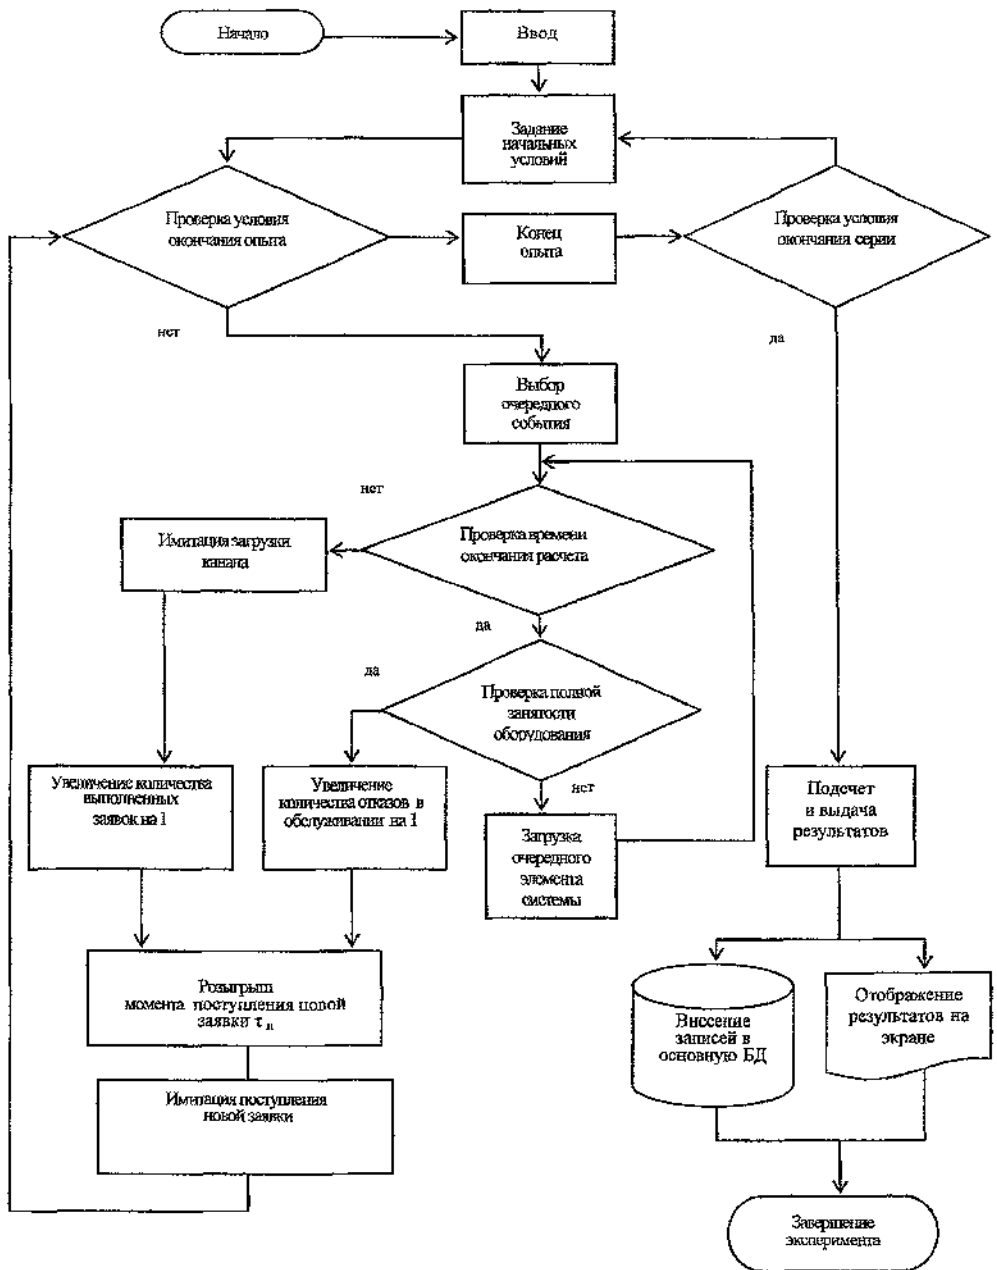 Начало
Ввод
Задание
начальных
условий
Проверка условия
окончания опыта
Конец
опыта
Проверка условия
окончания серии
нет
да
Выбор
очередного
события
нет
Проверка времени
окончания расчета
Имитация загрузки
канала
да
да
Проверка полной
занятости
оборудования
нет
Увеличение количества
выполненных
заявок на 1
Увеличение
количества отказов в
обслуживании на 1
Загрузка
очередного
элемента
системы
Подсчет
и выдача
результатов
Розыгрыш
момента поступления новой
заявки τ п
Внесение
записей в
основную БД
Отображение
результатов на
экране
Имитация поступления
новой заявки
Завершение
эксперимента